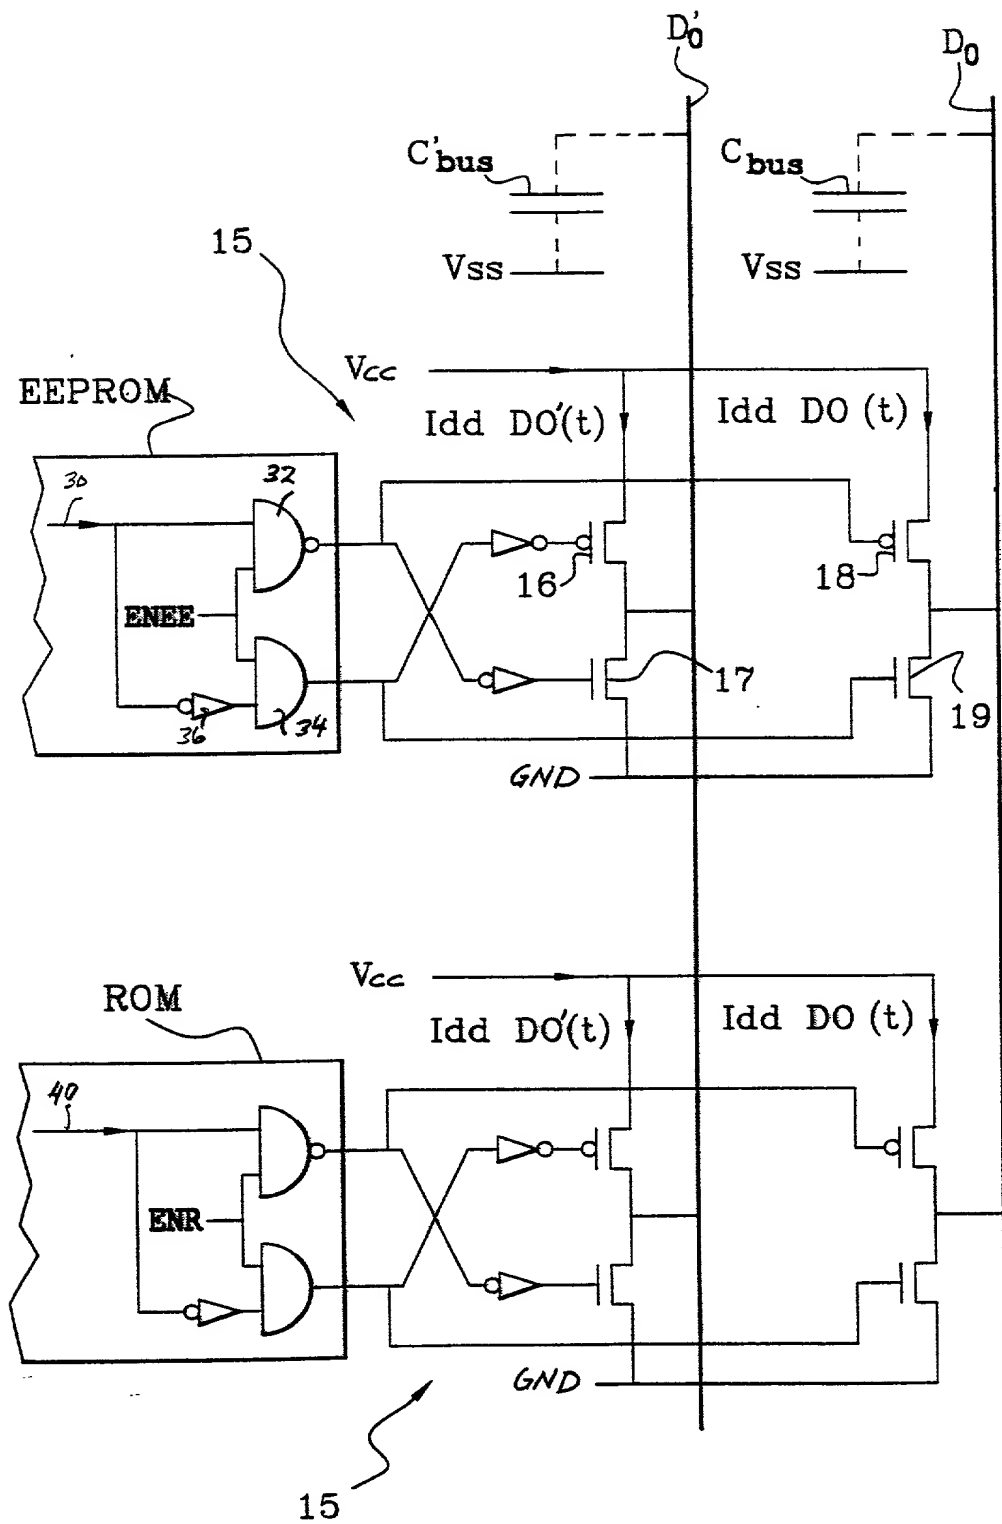 D'0
D0
C'bus
Cbus
15
Vss
Vss
Vcc
EEPROM
Idd DO'(t)
Idd DO (t)
30
32
16
18
ENEE
17
36
34
19
GND
Vcc
ROM
Idd DO'(t)
Idd DO (t)
40
ENR
GND
15